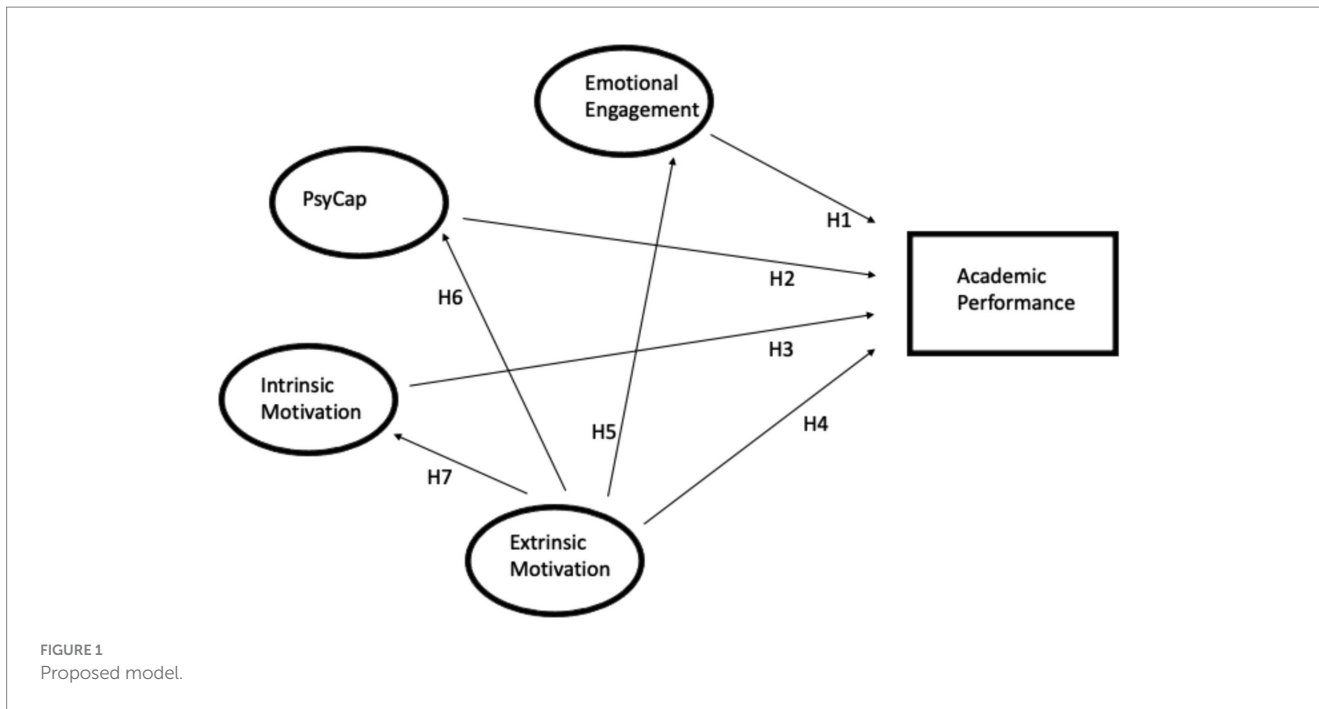 Emotional
Engagement
PsyCap
H1
Academic
Performance
H2
H6
H3
Intrinsic
Motivation
H5
H4
H7
Extrinsic
Motivation
FIGURE 1
Proposed model.